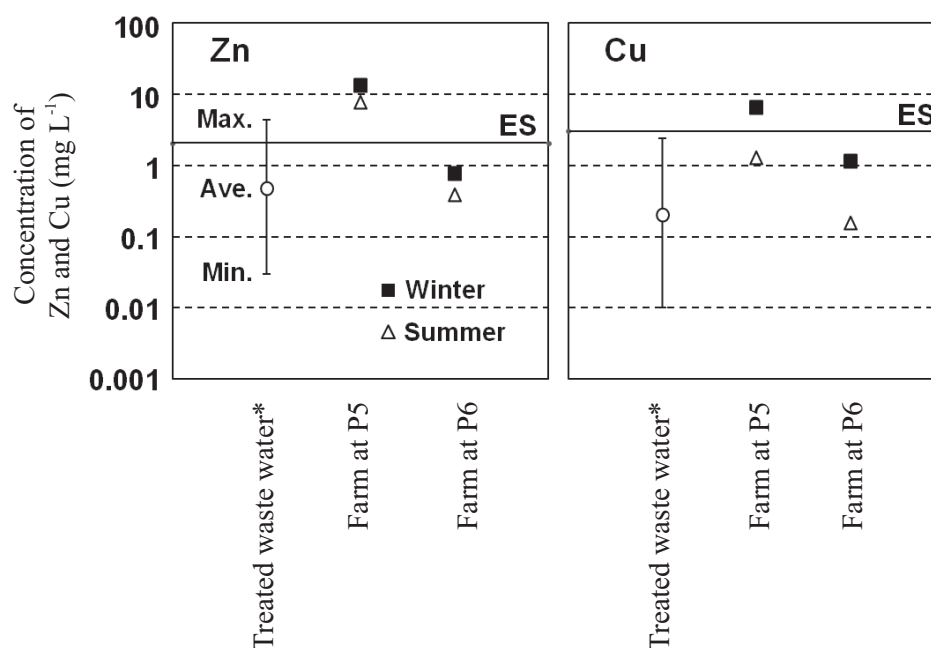 Concentration of
Zn and Cu (mg L⁻¹)
100
10
1
0.1
0.01
0.001
Zn
Max.
Ave.
Min.
ES
■ Winter
△ Summer
Cu
ES
Treated waste water*
Farm at P5
Farm at P6
Treated waste water*
Farm at P5
Farm at P6